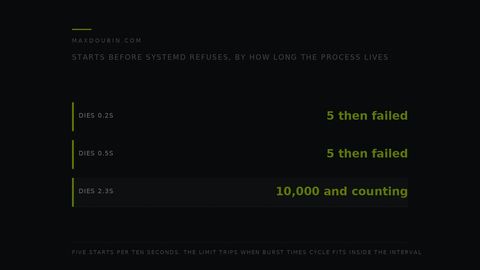 MAXDOURIN.COM
STARTS BEFORE SYSTEMD REFUSES, BY HOW LONG THE PROCESS LIVES
DIES 0.2S
5 then failed
DIES 0.5S
5 then failed
DIES 2.3S
10,000 and counting
FIVE STARTS PER TEN SECONDS. THE LIMIT TRIPS WHEN BURST TIMES CYCLE FITS INSIDE THE INTERVAL